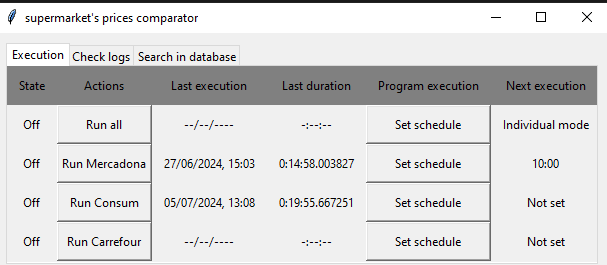 supermarket's prices comparator
Execution Check logs Search in database
State Actions Last execution Last duration Program execution Next execution
Off Run all --/--/---- -:--:-- Set schedule Individual mode
Off Run Mercadona 27/06/2024, 15:03 0:14:58.003827 Set schedule 10:00
Off Run Consum 05/07/2024, 13:08 0:19:55.667251 Set schedule Not set
Off Run Carrefour --/--/---- -:--:-- Set schedule Not set